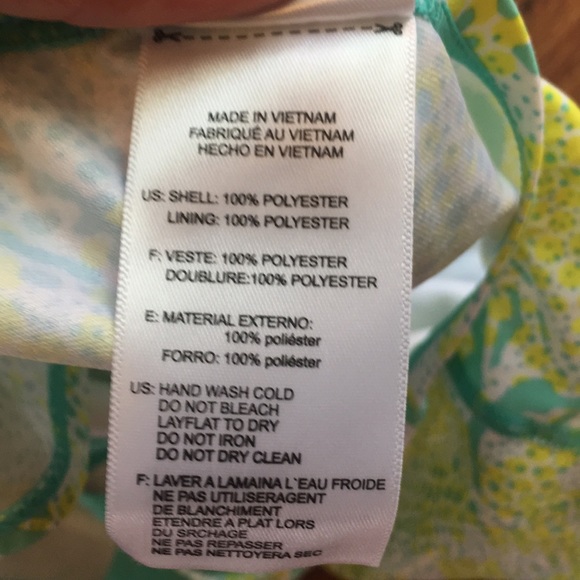 MADE IN VIETNAM
FABRIQUÉ AU VIETNAM
HECHO EN VIETNAM
US: SHELL: 100% POLYESTER
LINING: 100% POLYESTER
F: VESTE: 100% POLYESTER
DOUBLURE:100% POLYESTER
E: MATERIAL EXTERNO:
100% poliéster
FORRO: 100% poliéster
US: HAND WASH COLD
DO NOT BLEACH
LAYFLAT TO DRY
DO NOT IRON
DO NOT DRY CLEAN
F: LAVER A LAMAINA L`EAU FROIDE
NE PAS UTILISERAGENT
DE BLANCHIMENT
ETENDRE A PLAT LORS
DU SRCHAGE
NE PAS REPASSER
NE PAS NETTOYERA SEC